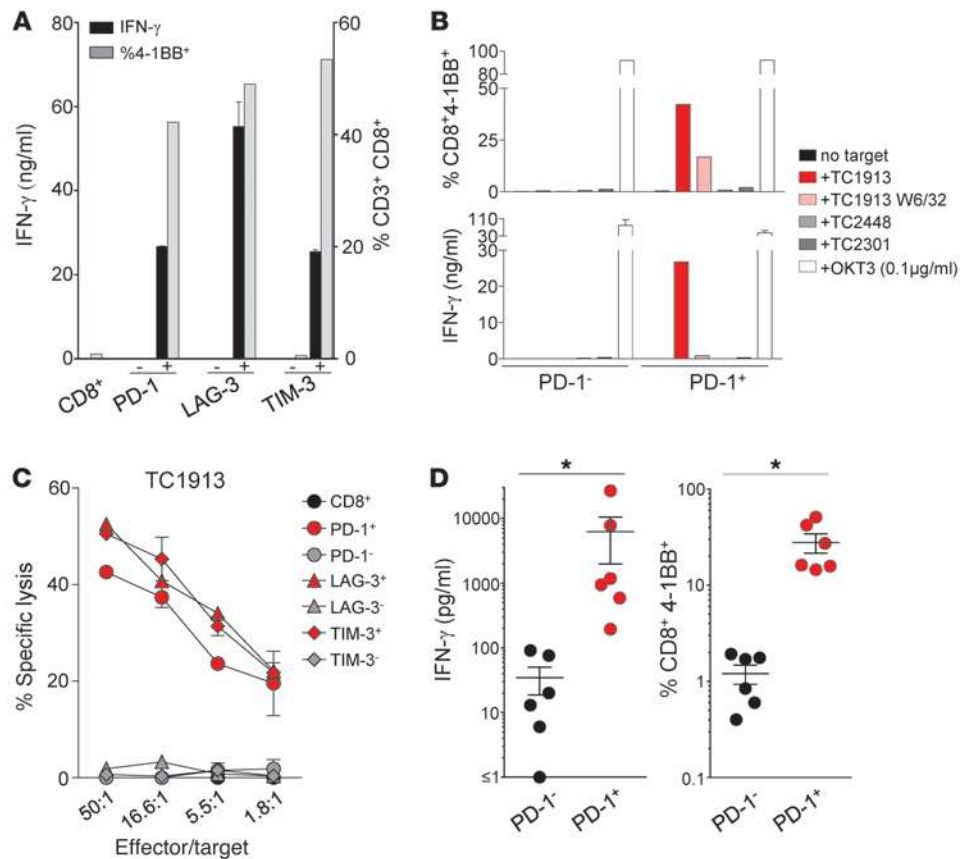 A
IFN-γ
%4-1BB⁺
80
60
40
20
0
IFN-γ (ng/ml)
60
40
20
0
% CD3⁺ CD8⁺
- + - + - +
CD8⁺ PD-1 LAG-3 TIM-3
B
100
80
50
25
0
% CD8⁺4-1BB⁺
110
30
30
20
10
0
IFN-γ (ng/ml)
PD-1⁻ PD-1⁺
no target
+TC1913
+TC1913 W6/32
+TC2448
+TC2301
+OKT3 (0.1µg/ml)
C
TC1913
60
40
20
0
% Specific lysis
50:1 16.6:1 5.5:1 1.8:1
Effector/target
CD8⁺
PD-1⁺
PD-1⁻
LAG-3⁺
LAG-3⁻
TIM-3⁺
TIM-3⁻
D
*
10000
1000
100
10
≤1
IFN-γ (pg/ml)
PD-1⁻ PD-1⁺
*
100
10
1
0.1
% CD8⁺ 4-1BB⁺
PD-1⁻ PD-1⁺